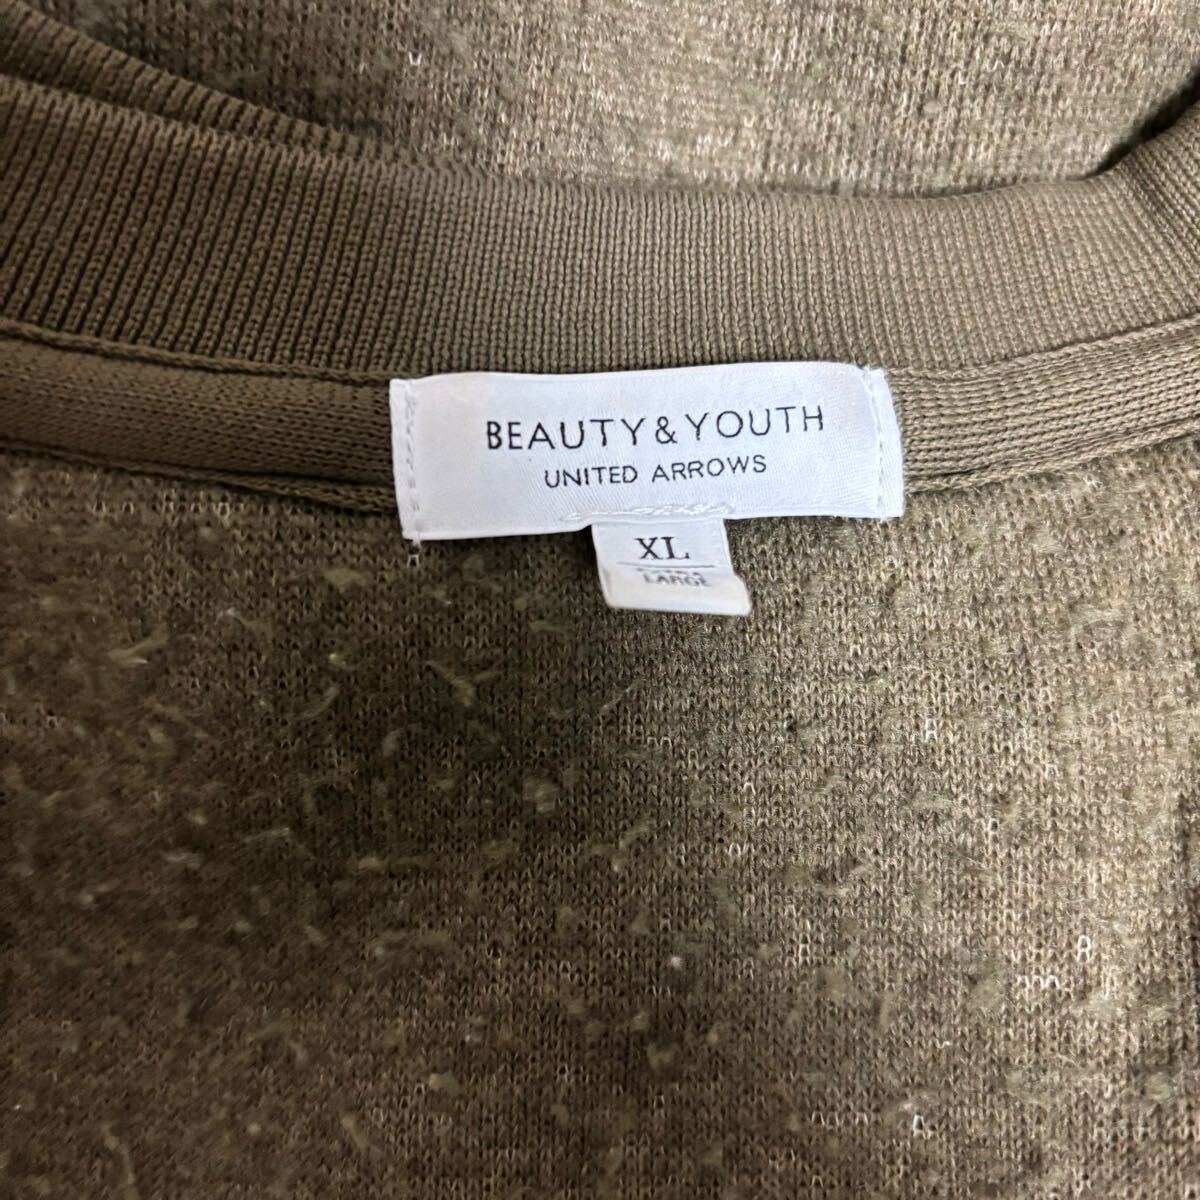 BEAUTY & YOUTH
UNITED ARROWS
XL
LARGE